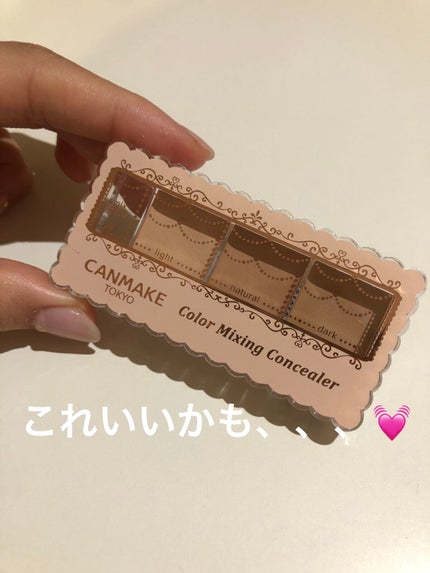 light
natural
dark
CANMAKE
TOKYO
Color Mixing Concealer
これいいかも、、、、💓